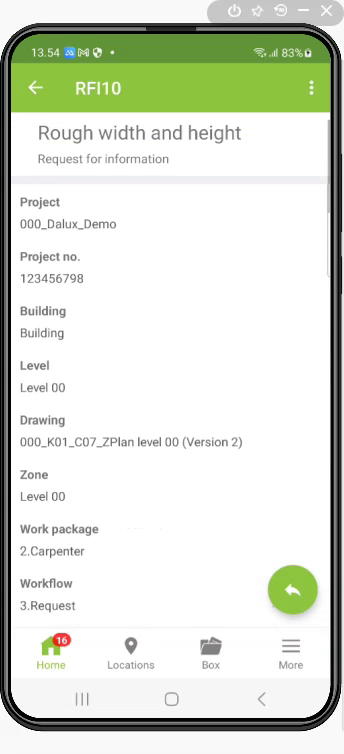 13.54
83%
RFI10
Rough width and height
Request for information
Project
000_Dalux_Demo
Project no.
123456798
Building
Building
Level
Level 00
Drawing
000_K01_C07_ZPlan level 00 (Version 2)
Zone
Level 00
Work package
2.Carpenter
Workflow
3.Request
16
Home
Locations
Box
More